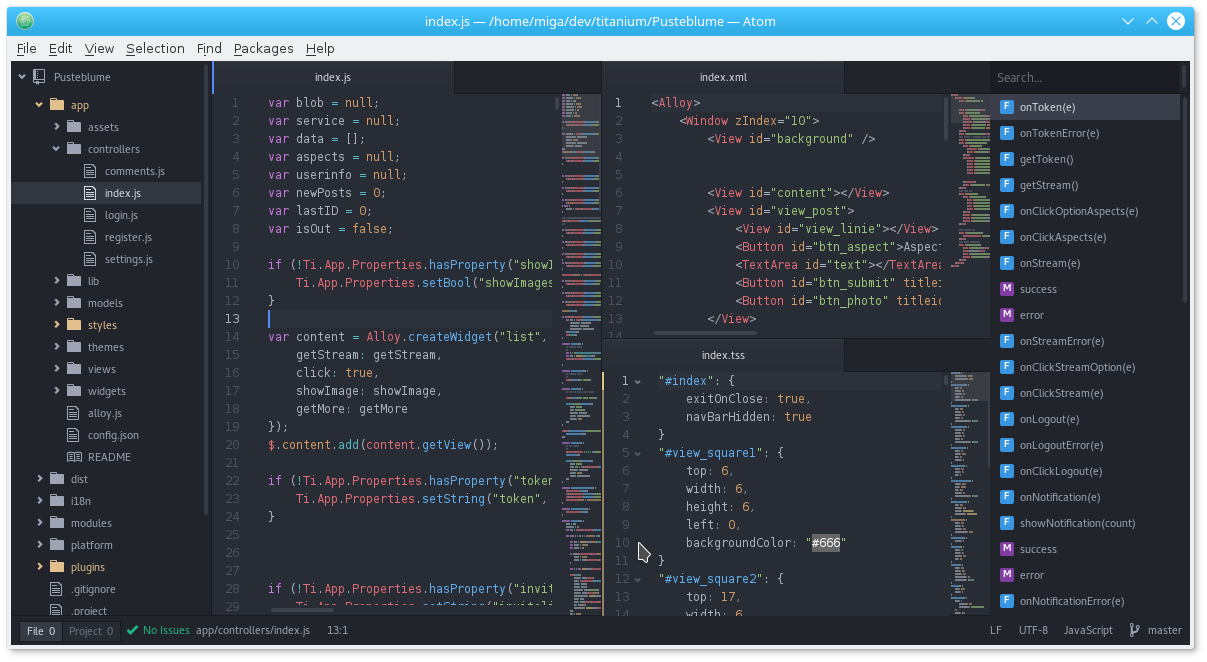 index.js — /home/miga/dev/titanium/Pusteblume — Atom
File Edit View Selection Find Packages Help
Pusteblume
app
assets
controllers
comments.js
index.js
login.js
register.js
settings.js
lib
models
styles
themes
views
widgets
alloy.js
config.json
README
dist
i18n
modules
platform
plugins
.gitignore
.project
index.js
1 var blob = null;
2 var service = null;
3 var data = [];
4 var aspects = null;
5 var userinfo = null;
6 var newPosts = 0;
7 var lastID = 0;
8 var isOut = false;
9
10 if (!Ti.App.Properties.hasProperty("showI
11 Ti.App.Properties.setBool("showImages
12 }
13
14 var content = Alloy.createWidget("list",
15 getStream: getStream,
16 click: true,
17 showImage: showImage,
18 getMore: getMore
19 });
20 $.content.add(content.getView());
21
22 if (!Ti.App.Properties.hasProperty("token
23 Ti.App.Properties.setString("token",
24 }
25
26
27
28 if (!Ti.App.Properties.hasProperty("invit
29
index.xml
1 <Alloy>
2 <Window zIndex="10">
3 <View id="background" />
4
5
6 <View id="content"></View>
7 <View id="view_post">
8 <View id="view_linie"></View>
9 <Button id="btn_aspect">Aspect
10 <TextArea id="text"></TextArea
11 <Button id="btn_submit" titlei
12 <Button id="btn_photo" titleid
13 </View>
14
index.tss
1 "#index": {
2 exitOnClose: true,
3 navBarHidden: true
4 }
5 "#view_square1": {
6 top: 6,
7 width: 6,
8 height: 6,
9 left: 0,
10 backgroundColor: "#666"
11 }
12 "#view_square2": {
13 top: 17,
14 width: 6
Search...
F onToken(e)
F onTokenError(e)
F getToken()
F getStream()
F onClickOptionAspects(e)
F onClickAspects(e)
F onStream(e)
M success
M error
F onStreamError(e)
F onClickStreamOption(e)
F onClickStream(e)
F onLogout(e)
F onLogoutError(e)
F onClickLogout(e)
F onNotification(e)
F showNotification(count)
M success
M error
F onNotificationError(e)
File 0 Project 0 No Issues app/controllers/index.js 13:1 LF UTF-8 JavaScript master